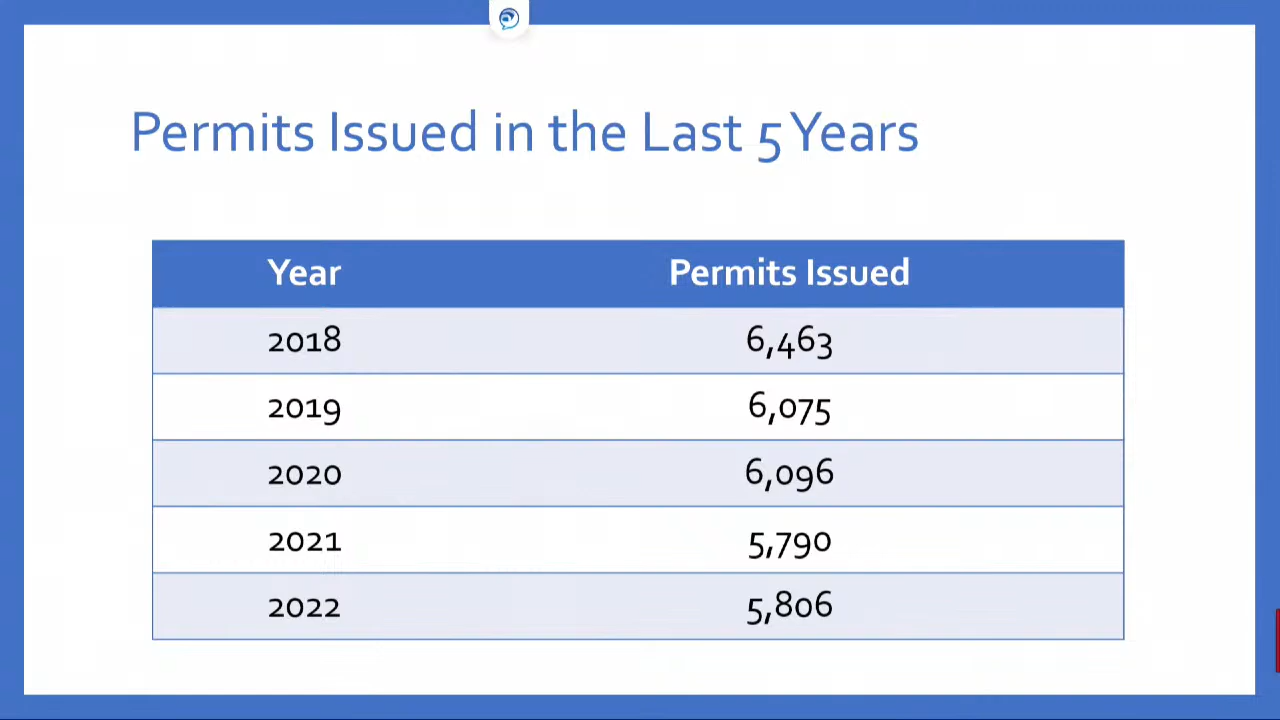 Permits Issued in the Last 5 Years
Year Permits Issued
2018 6,463
2019 6,075
2020 6,096
2021 5,790
2022 5,806